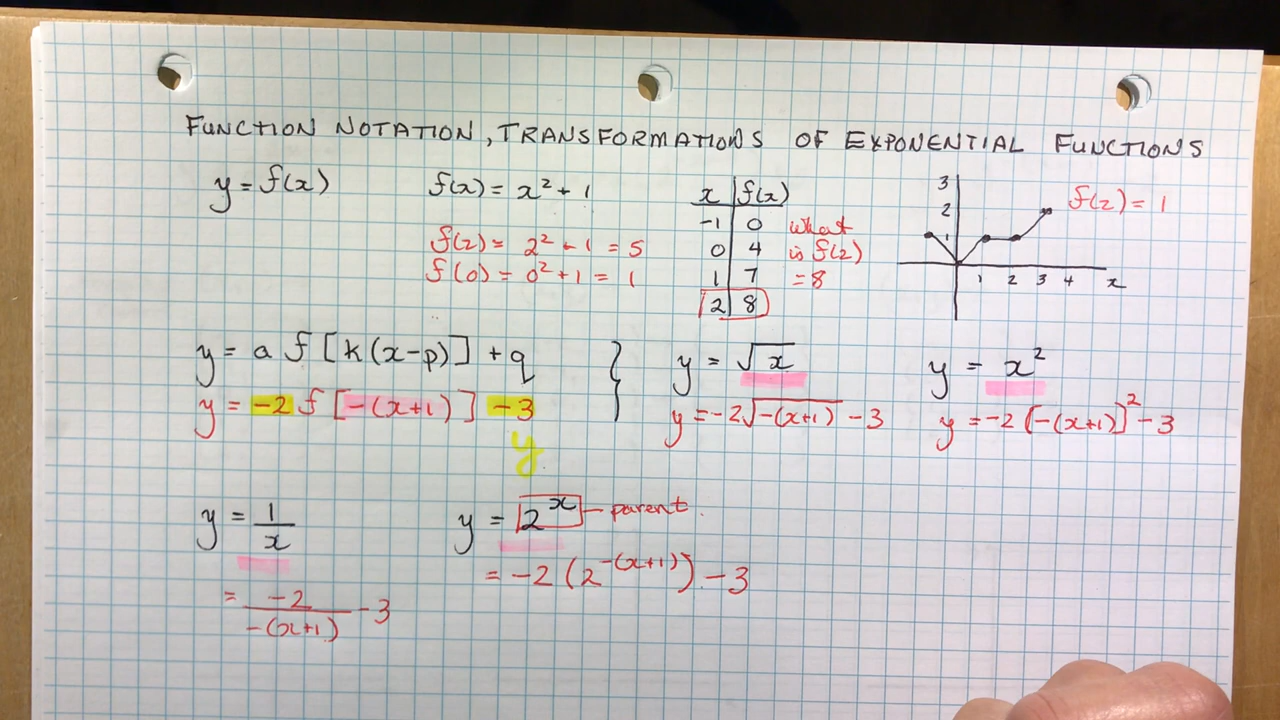 FUNCTION NOTATION, TRANSFORMATIONS OF EXPONENTIAL FUNCTIONS
y = f(x)
f(x) = x² + 1
f(2) = 2² + 1 = 5
f(0) = 0² + 1 = 1
x | f(x)
-1 | 0
0 | 4
1 | 7
2 | 8
what
is f(2)
= 8
3
2
1
1 2 3 4 x
f(2) = 1
y = a f [k(x-p)] + q
y = -2 f [-(x+1)] -3
y
y = √x
y = -2√-(x+1) - 3
y = x²
y = -2 [-(x+1)]² - 3
y = 1/x
= -2/-(x+1) - 3
y = 2ˣ parent.
= -2 (2^-(x+1)) - 3